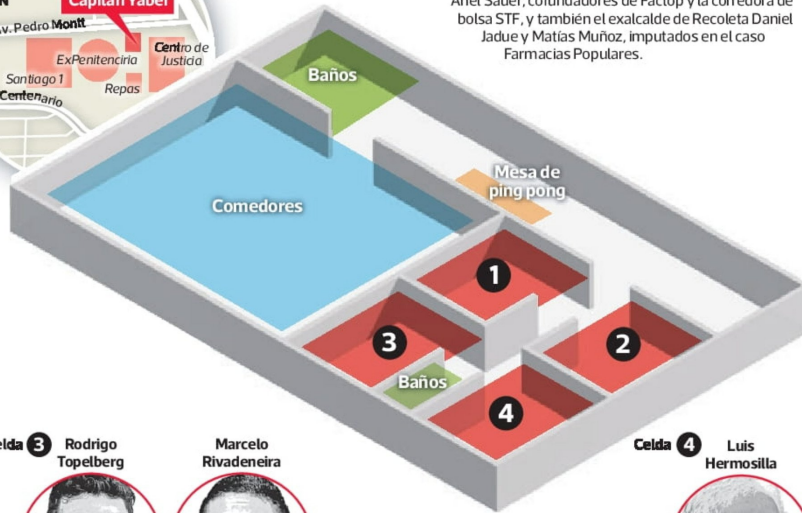 Capitán Yáber
Av. Pedro Montt
ExPenitenciria
Centro de
Justicia
Santiago 1
Repas
Centenario
Ariel Sauer, cofundadores de Factop y la corredora de
bolsa STF, y también el exalcalde de Recoleta Daniel
Jadue y Matías Muñoz, imputados en el caso
Farmacias Populares.
Baños
Mesa de
ping pong
Comedores
1
3
2
Baños
4
Celda 3 Rodrigo
Topelberg
Marcelo
Rivadeneira
Celda 4 Luis
Hermosilla